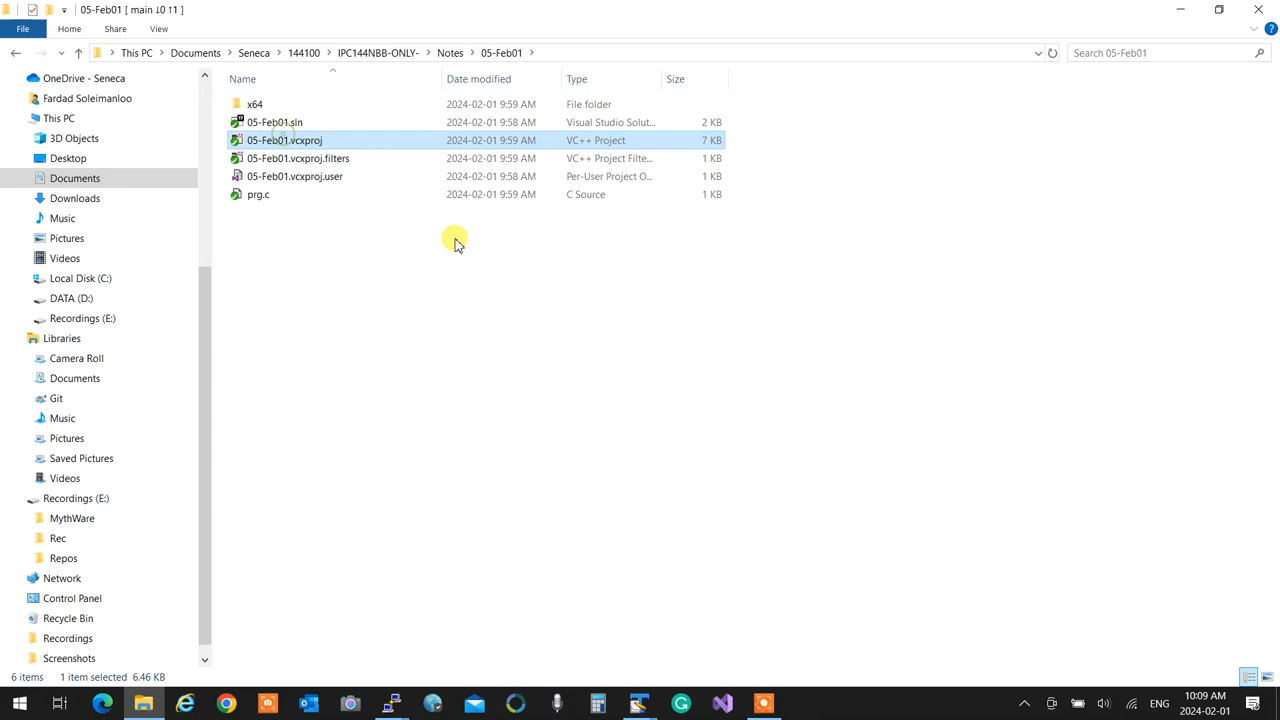 05-Feb01 [ main ↓0 ↑1 ]
File Home Share View
This PC Documents Seneca 144100 IPC144NBB-ONLY- Notes 05-Feb01 Search 05-Feb01
Name Date modified Type Size
x64 2024-02-01 9:59 AM File folder
05-Feb01.sln 2024-02-01 9:58 AM Visual Studio Solut... 2 KB
05-Feb01.vcxproj 2024-02-01 9:59 AM VC++ Project 7 KB
05-Feb01.vcxproj.filters 2024-02-01 9:59 AM VC++ Project Filte... 1 KB
05-Feb01.vcxproj.user 2024-02-01 9:58 AM Per-User Project O... 1 KB
prg.c 2024-02-01 9:59 AM C Source 1 KB
OneDrive - Seneca
Fardad Soleimanloo
This PC
3D Objects
Desktop
Documents
Downloads
Music
Pictures
Videos
Local Disk (C:)
DATA (D:)
Recordings (E:)
Libraries
Camera Roll
Documents
Git
Music
Pictures
Saved Pictures
Videos
Recordings (E:)
MythWare
Rec
Repos
Network
Control Panel
Recycle Bin
Recordings
Screenshots
6 items 1 item selected 6.46 KB
ENG 10:09 AM
2024-02-01